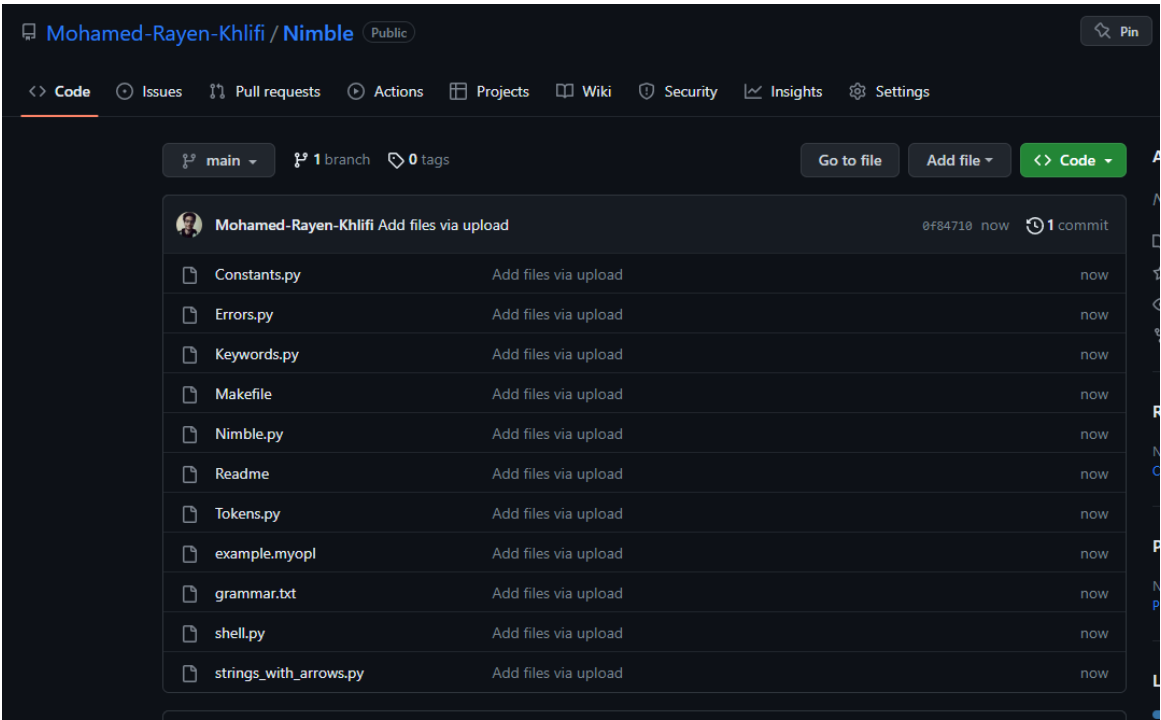 Mohamed-Rayen-Khlifi / Nimble Public Pin
<> Code Issues Pull requests Actions Projects Wiki Security Insights Settings
main 1 branch 0 tags Go to file Add file <> Code
Mohamed-Rayen-Khlifi Add files via upload 0f84710 now 1 commit
Constants.py Add files via upload now
Errors.py Add files via upload now
Keywords.py Add files via upload now
Makefile Add files via upload now
Nimble.py Add files via upload now
Readme Add files via upload now
Tokens.py Add files via upload now
example.myopl Add files via upload now
grammar.txt Add files via upload now
shell.py Add files via upload now
strings_with_arrows.py Add files via upload now